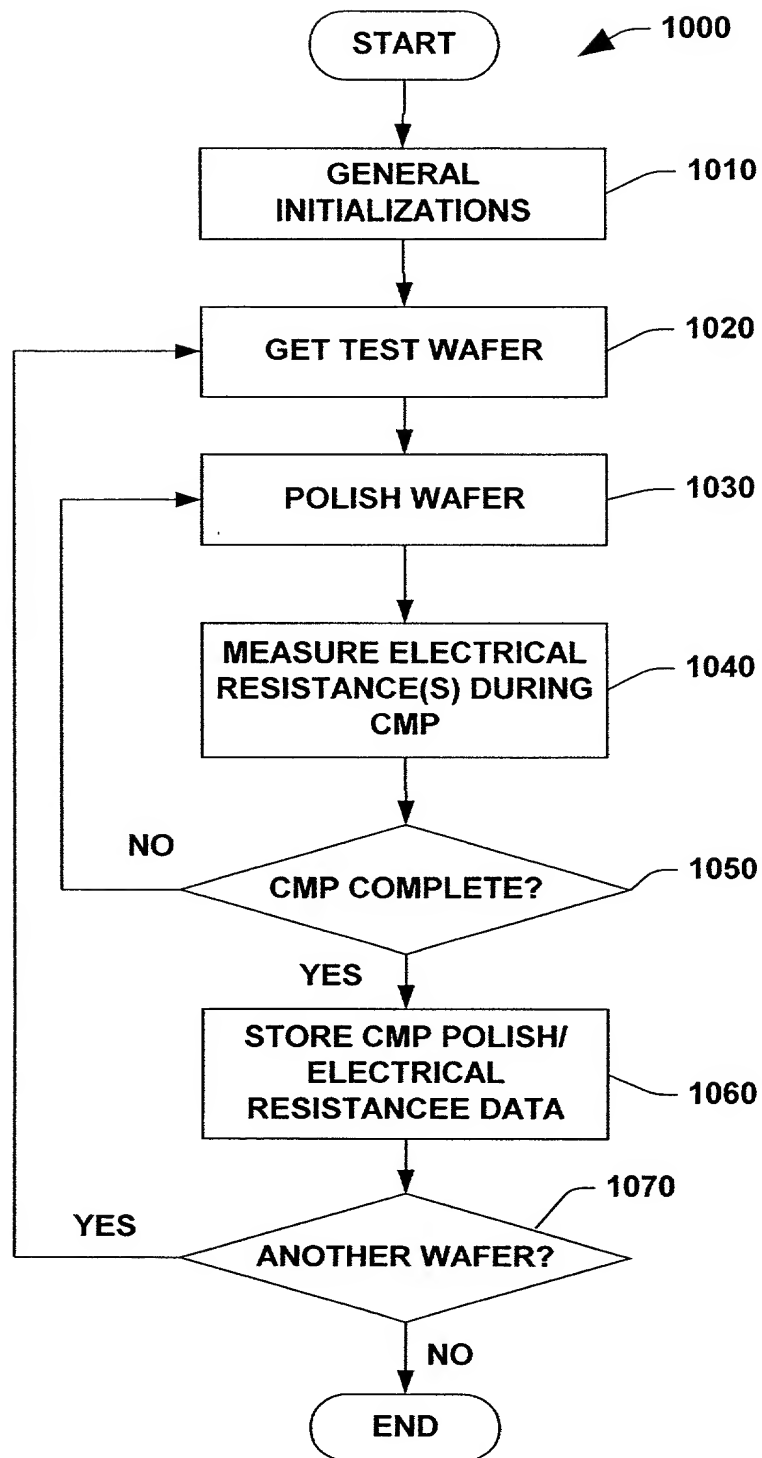 START
1000
GENERAL
INITIALIZATIONS
1010
GET TEST WAFER
1020
POLISH WAFER
1030
MEASURE ELECTRICAL
RESISTANCE(S) DURING
CMP
1040
NO
CMP COMPLETE?
1050
YES
STORE CMP POLISH/
ELECTRICAL
RESISTANCEE DATA
1060
1070
YES
ANOTHER WAFER?
NO
END